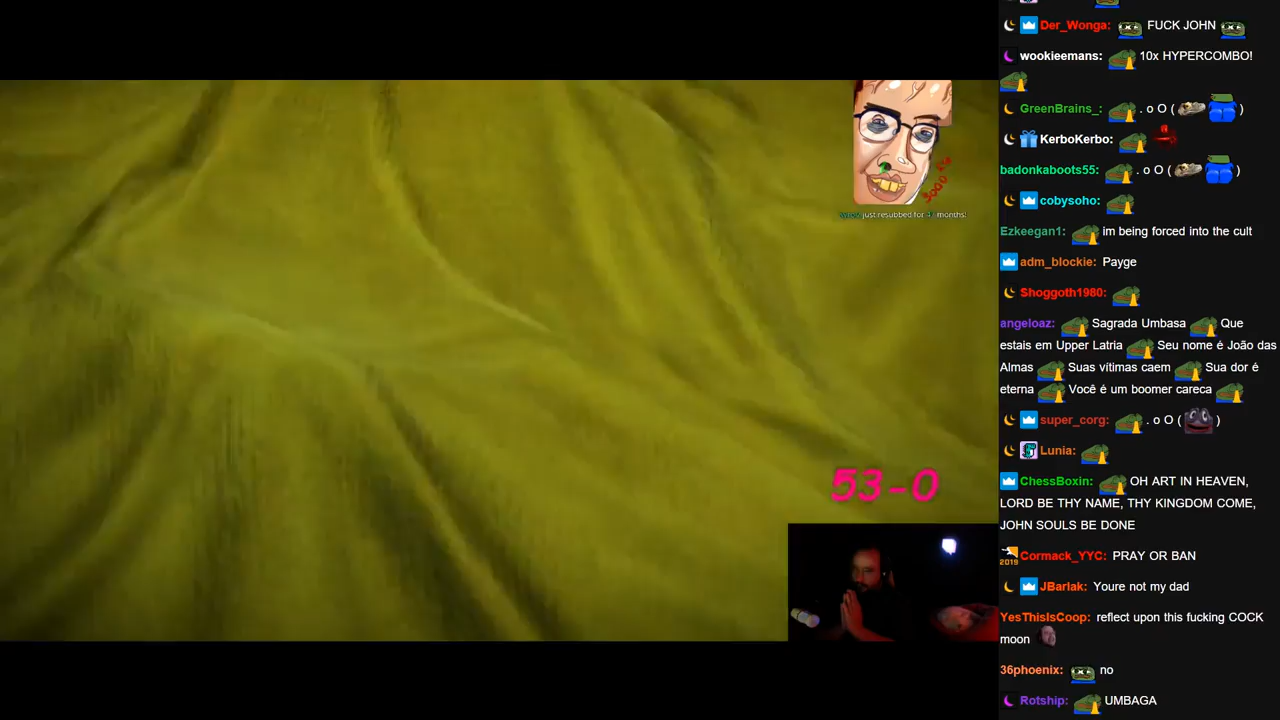 just resubbed for 4 months!
53-0
Der_Wonga: FUCK JOHN
wookieemans: 10x HYPERCOMBO!
GreenBrains_: . o O ( )
KerboKerbo:
badonkaboots55: . o O ( )
cobysoho:
Ezkeegan1: im being forced into the cult
adm_blockie: Payge
Shoggoth1980:
angeloaz: Sagrada Umbasa Que
estais em Upper Latria Seu nome é João das
Almas Suas vítimas caem Sua dor é
eterna Você é um boomer careca
super_corg: . o O ( )
Lunia:
ChessBoxin: OH ART IN HEAVEN,
LORD BE THY NAME, THY KINGDOM COME,
JOHN SOULS BE DONE
2019 Cormack_YYC: PRAY OR BAN
JBarlak: Youre not my dad
YesThisIsCoop: reflect upon this fucking COCK
moon
36phoenix: no
Rotship: UMBAGA